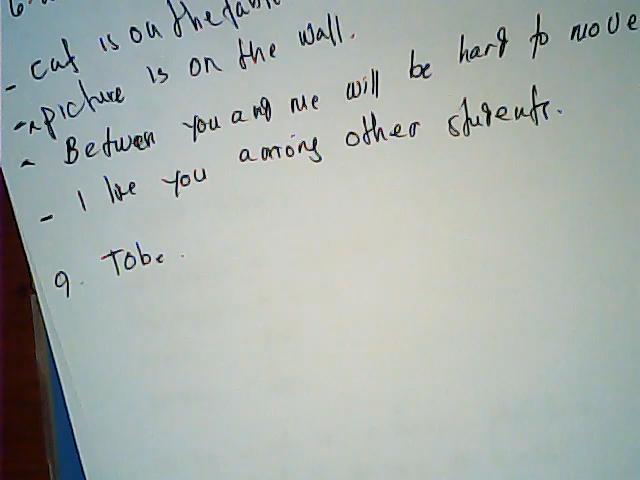 - cat is on the table
- a picture is on the wall.
- Betwen you and me will be hard to move
- I like you among other students.
9. Tobe.